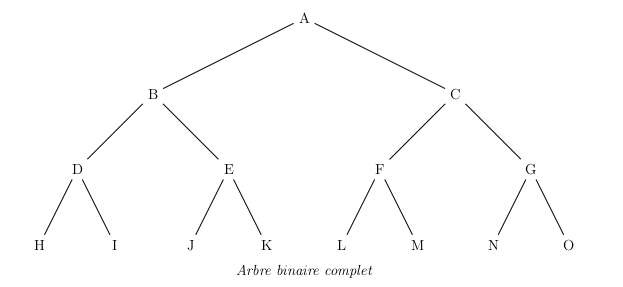 A
B C
D E F G
H I J K L M N O
Arbre binaire complet